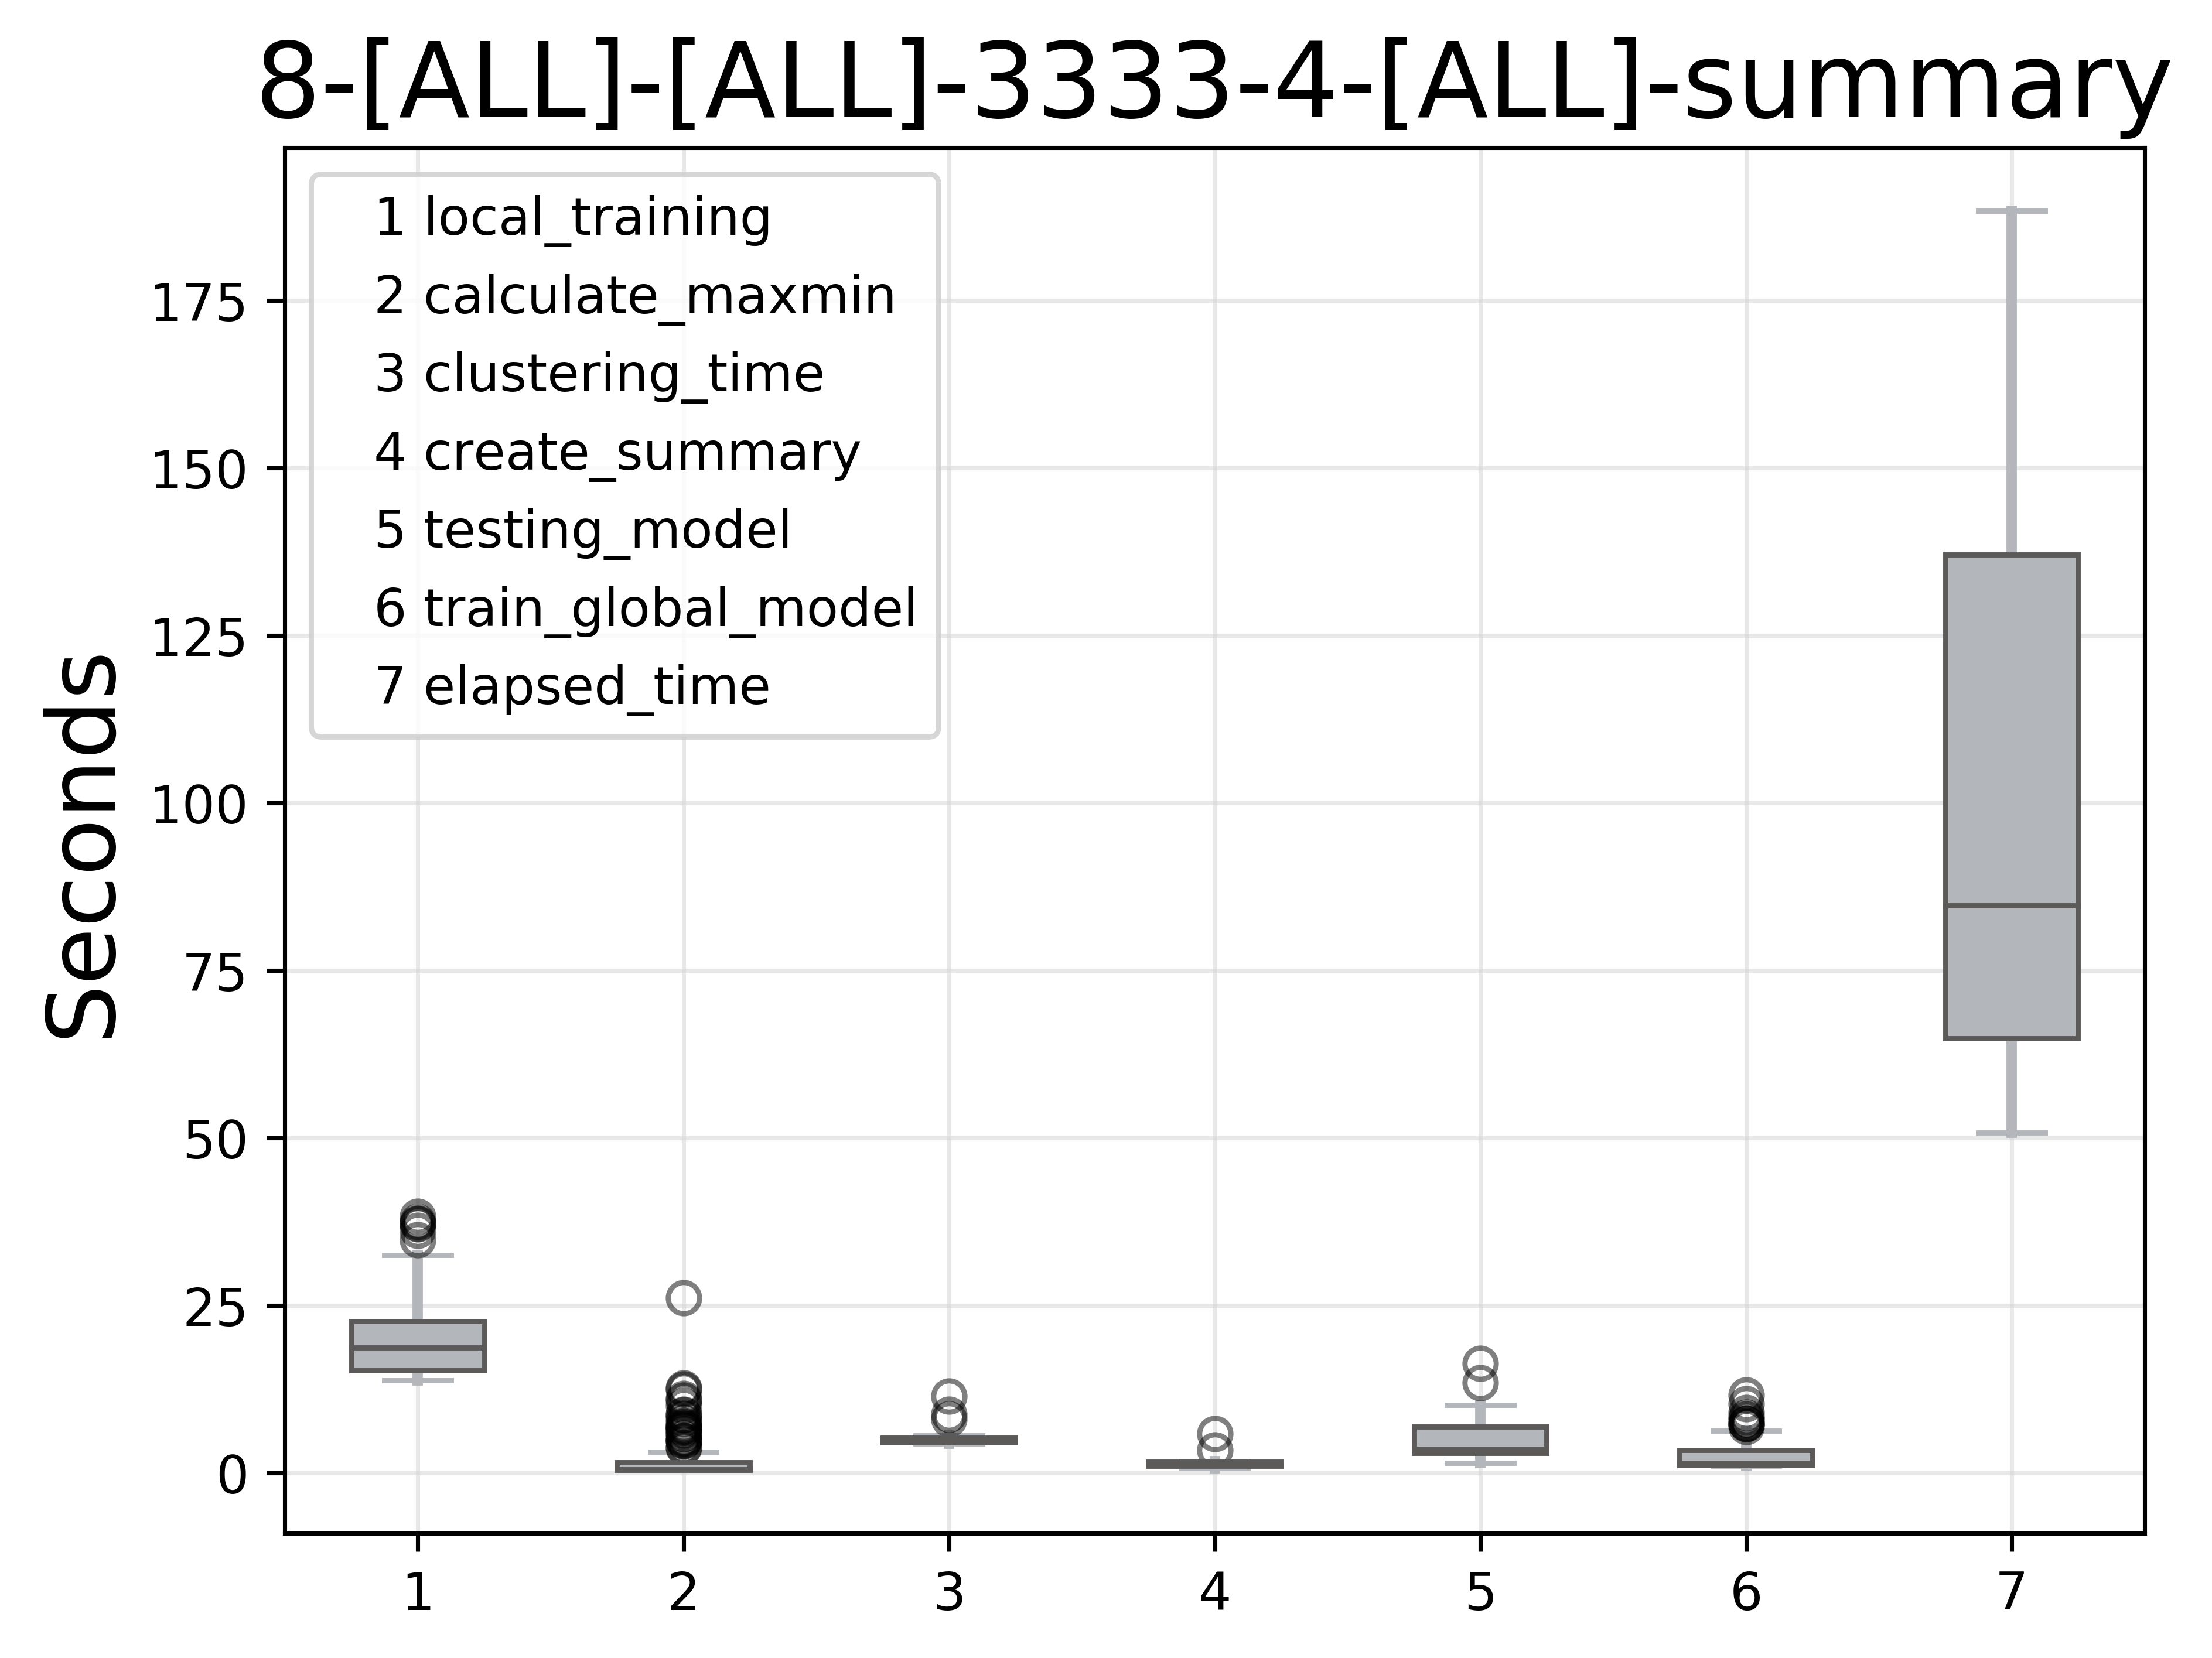 8-[ALL]-[ALL]-3333-4-[ALL]-summary
1 local_training
2 calculate_maxmin
3 clustering_time
4 create_summary
5 testing_model
6 train_global_model
7 elapsed_time
Seconds
175
150
125
100
75
50
25
0
1 2 3 4 5 6 7